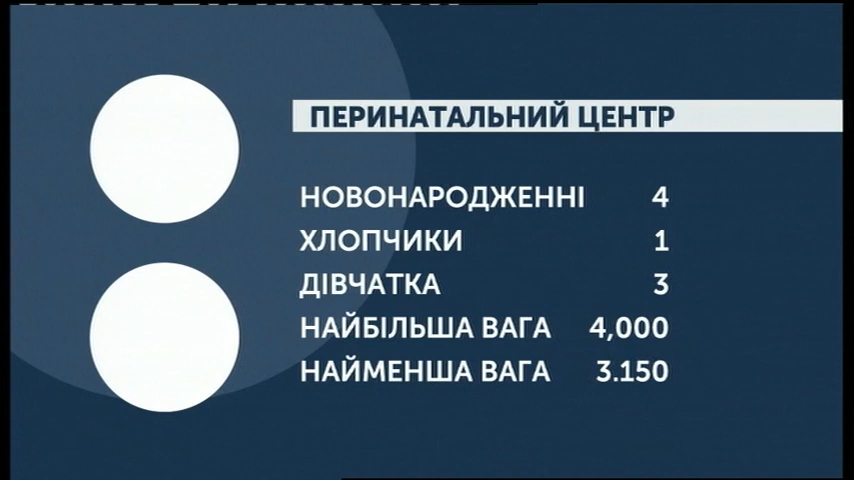 ПЕРИНАТАЛЬНИЙ ЦЕНТР
НОВОНАРОДЖЕННІ 4
ХЛОПЧИКИ 1
ДІВЧАТКА 3
НАЙБІЛЬША ВАГА 4,000
НАЙМЕНША ВАГА 3.150